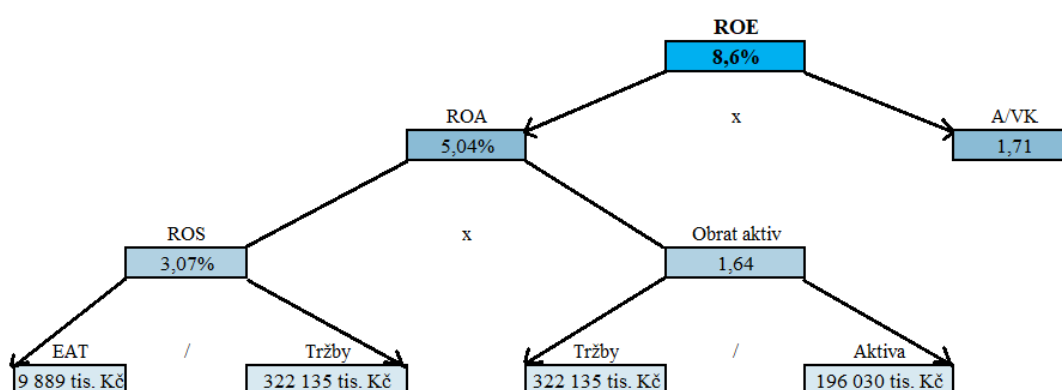 ROE
8,6%
ROA x A/VK
5,04% 1,71
ROS x Obrat aktiv
3,07% 1,64
EAT / Tržby Tržby / Aktiva
9 889 tis. Kč 322 135 tis. Kč 322 135 tis. Kč 196 030 tis. Kč